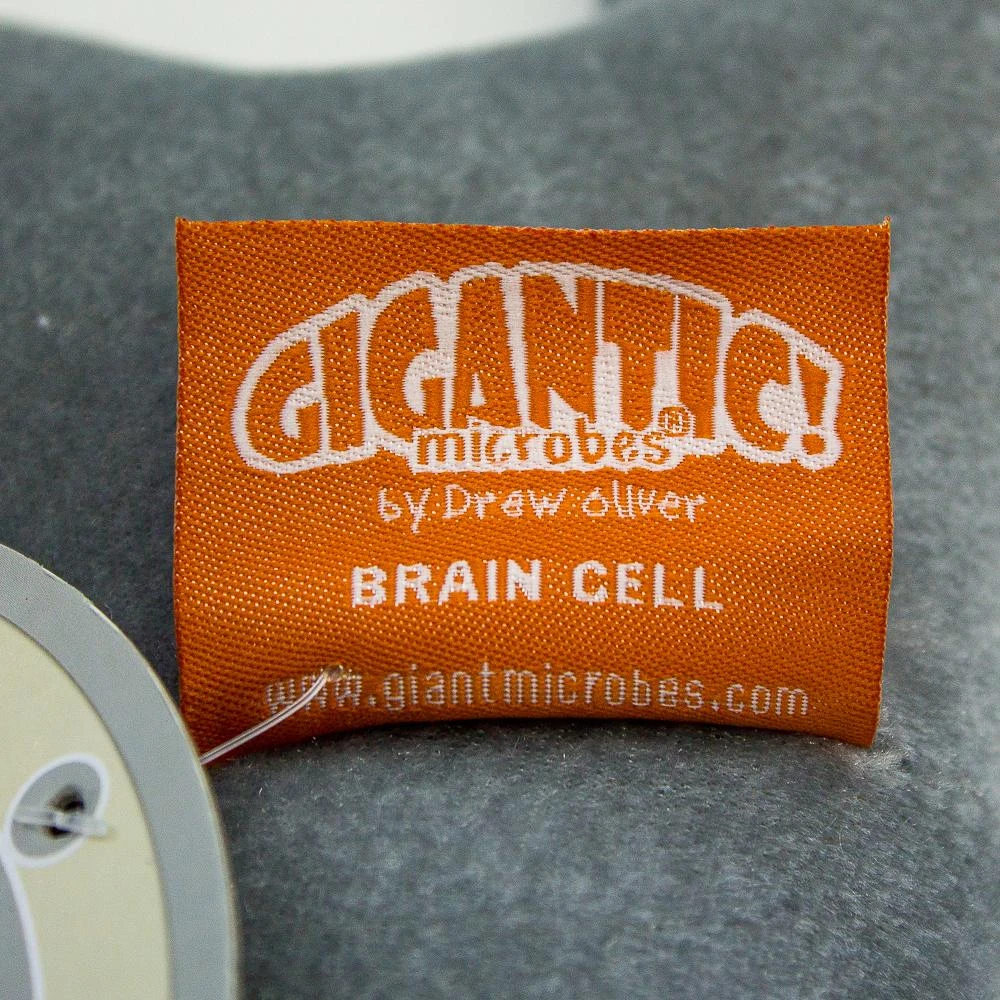 GIGANTIC!
microbes®
by Drew oliver
BRAIN CELL
www.giantmicrobes.com